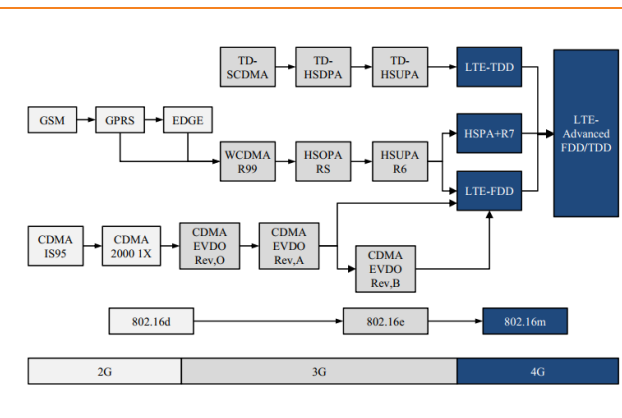 TD-
SCDMA
TD-
HSDPA
TD-
HSUPA
LTE-TDD
LTE-
Advanced
FDD/TDD
GSM
GPRS
EDGE
HSPA+R7
WCDMA
R99
HSOPA
RS
HSUPA
R6
LTE-FDD
CDMA
IS95
CDMA
2000 1X
CDMA
EVDO
Rev,O
CDMA
EVDO
Rev,A
CDMA
EVDO
Rev,B
802.16d
802.16e
802.16m
2G
3G
4G